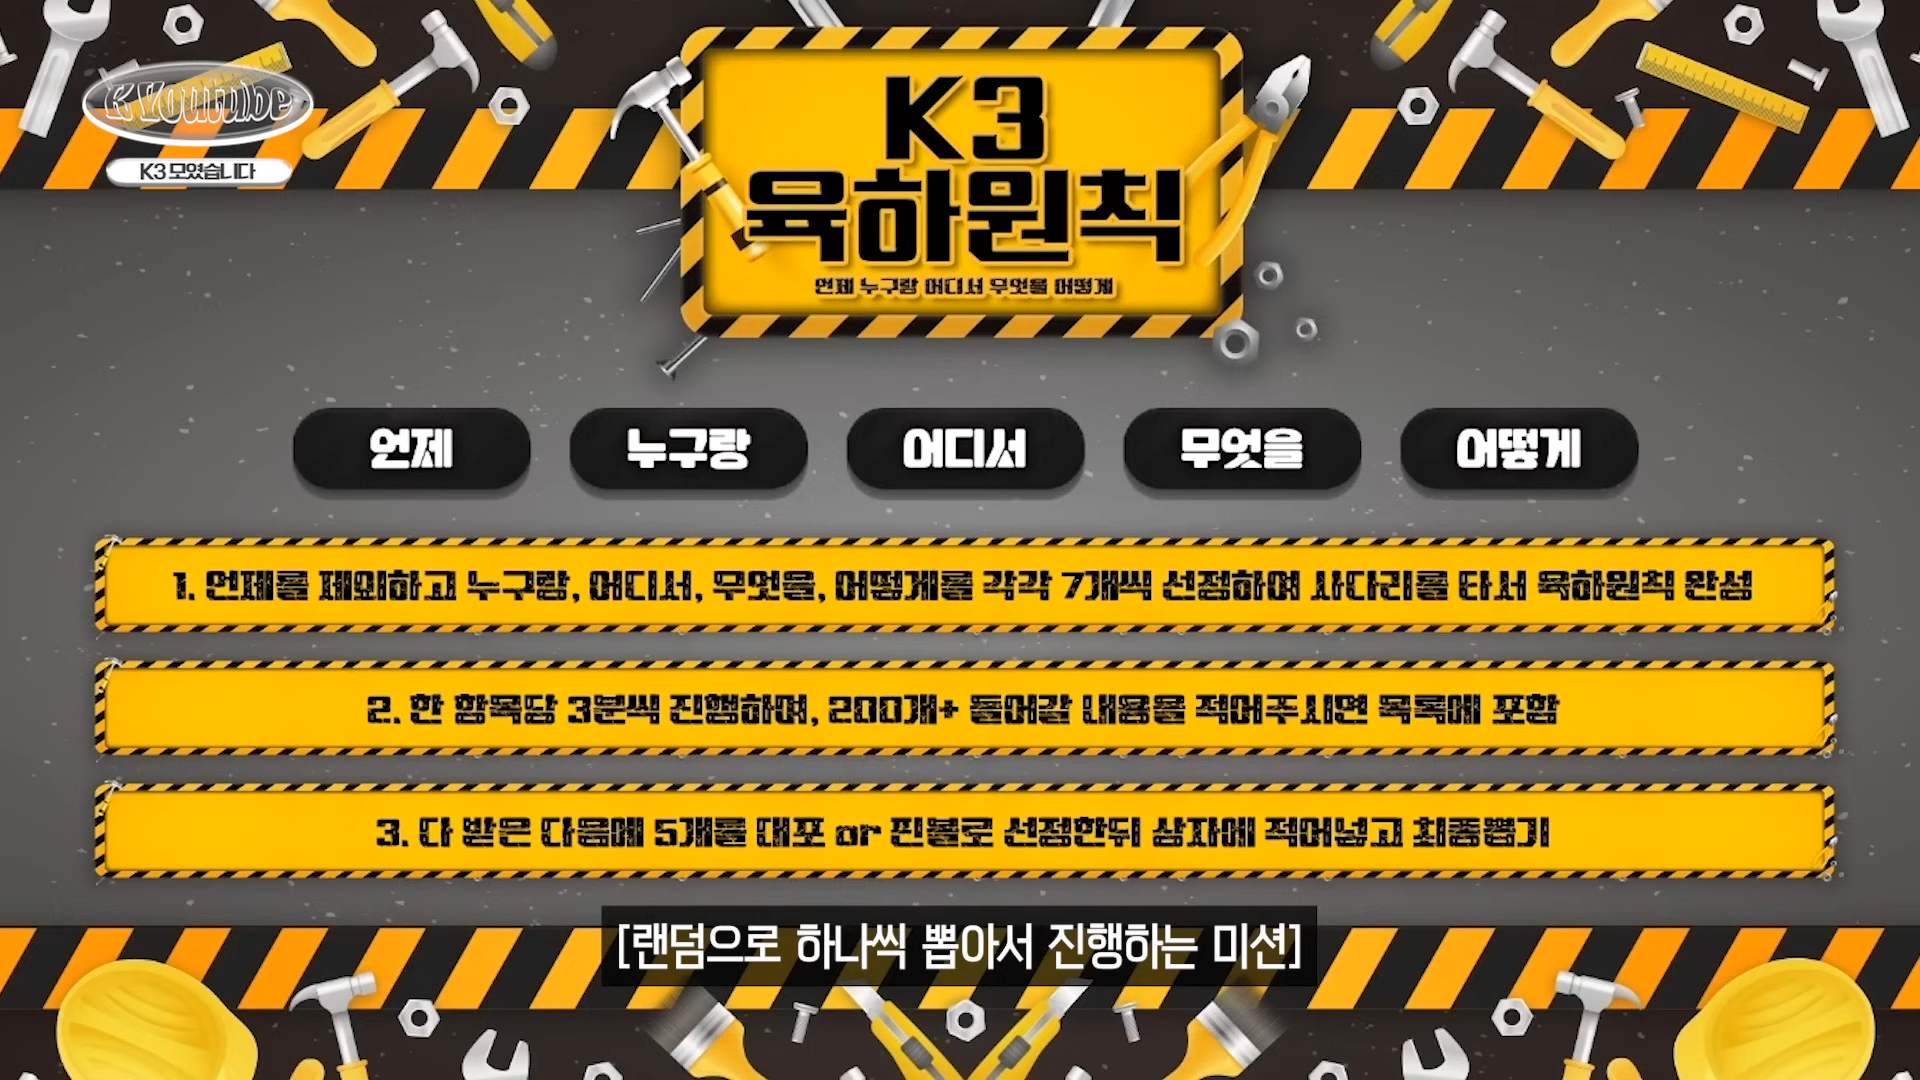 K Youtube
K3 모였습니다
K3
육하원칙
언제 누구랑 어디서 무엇을 어떻게
언제
누구랑
어디서
무엇을
어떻게
1. 언제를 제외하고 누구랑, 어디서, 무엇을, 어떻게를 각각 7개씩 선정하여 사다리를 타서 육하원칙 완성
2. 한 항목당 3분씩 진행하며, 200개+ 들어갈 내용을 적어주시면 목록에 포함
3. 다 받은 다음에 5개를 대포 or 핀볼로 선정한뒤 상자에 적어넣고 최종뽑기
[랜덤으로 하나씩 뽑아서 진행하는 미션]